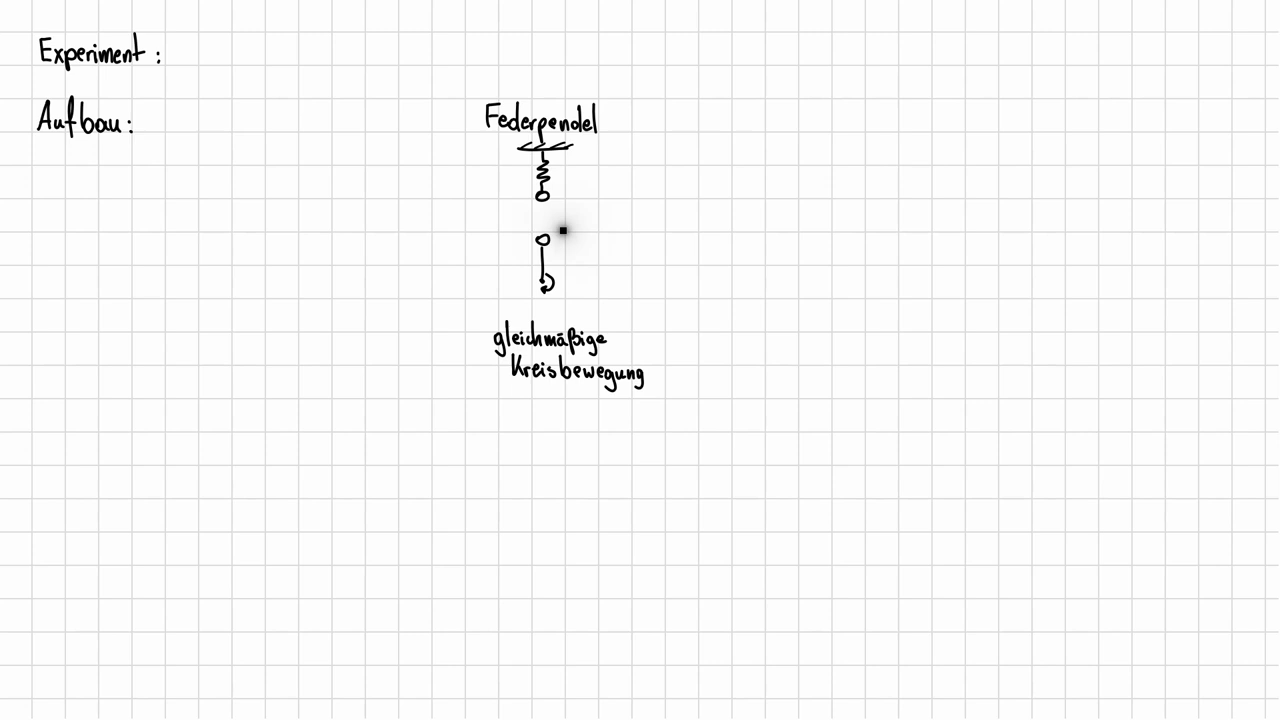 Experiment :
Aufbau:
Federpendel
gleichmäßige
Kreisbewegung